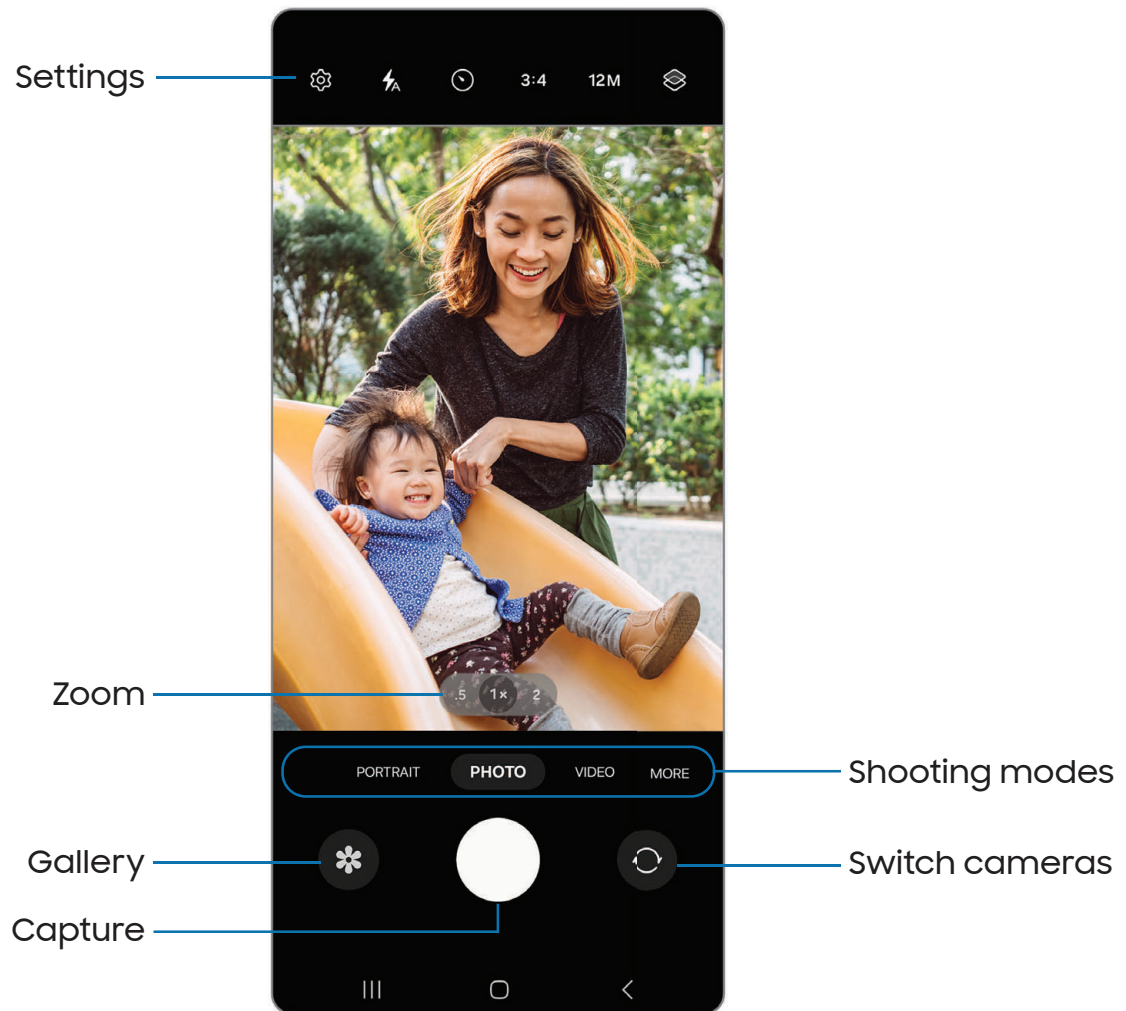 Settings
3:4
12M
Zoom
.5 1× 2
PORTRAIT PHOTO VIDEO MORE
Shooting modes
Gallery
Switch cameras
Capture